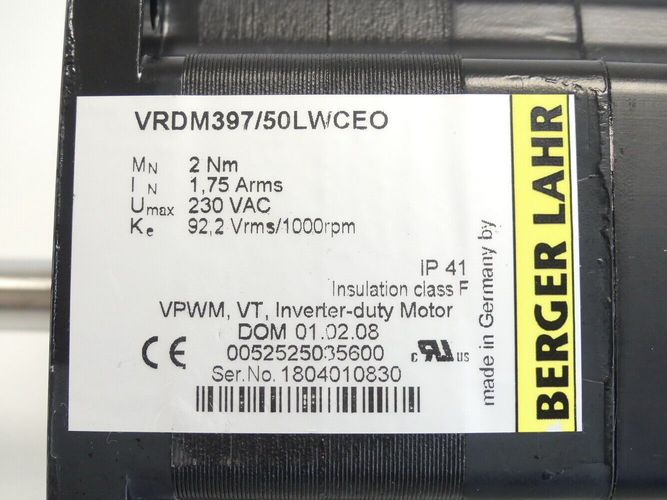 VRDM397/50LWCEO
MN 2 Nm
IN 1,75 Arms
Umax 230 VAC
Ke 92,2 Vrms/1000rpm
IP 41
Insulation class F
VPWM, VT, Inverter-duty Motor
DOM 01.02.08
0052525035600
Ser.No. 1804010830
CE
c RU us
made in Germany by
BERGER LAHR